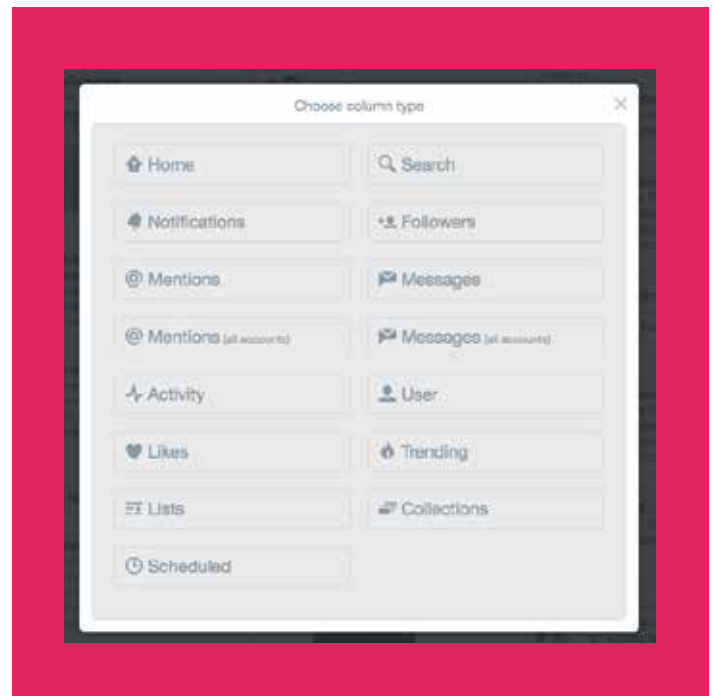 Choose column type
Home
Search
Notifications
Followers
@ Mentions
Messages
@ Mentions (all accounts)
Messages (all accounts)
Activity
User
Likes
Trending
Lists
Collections
Scheduled